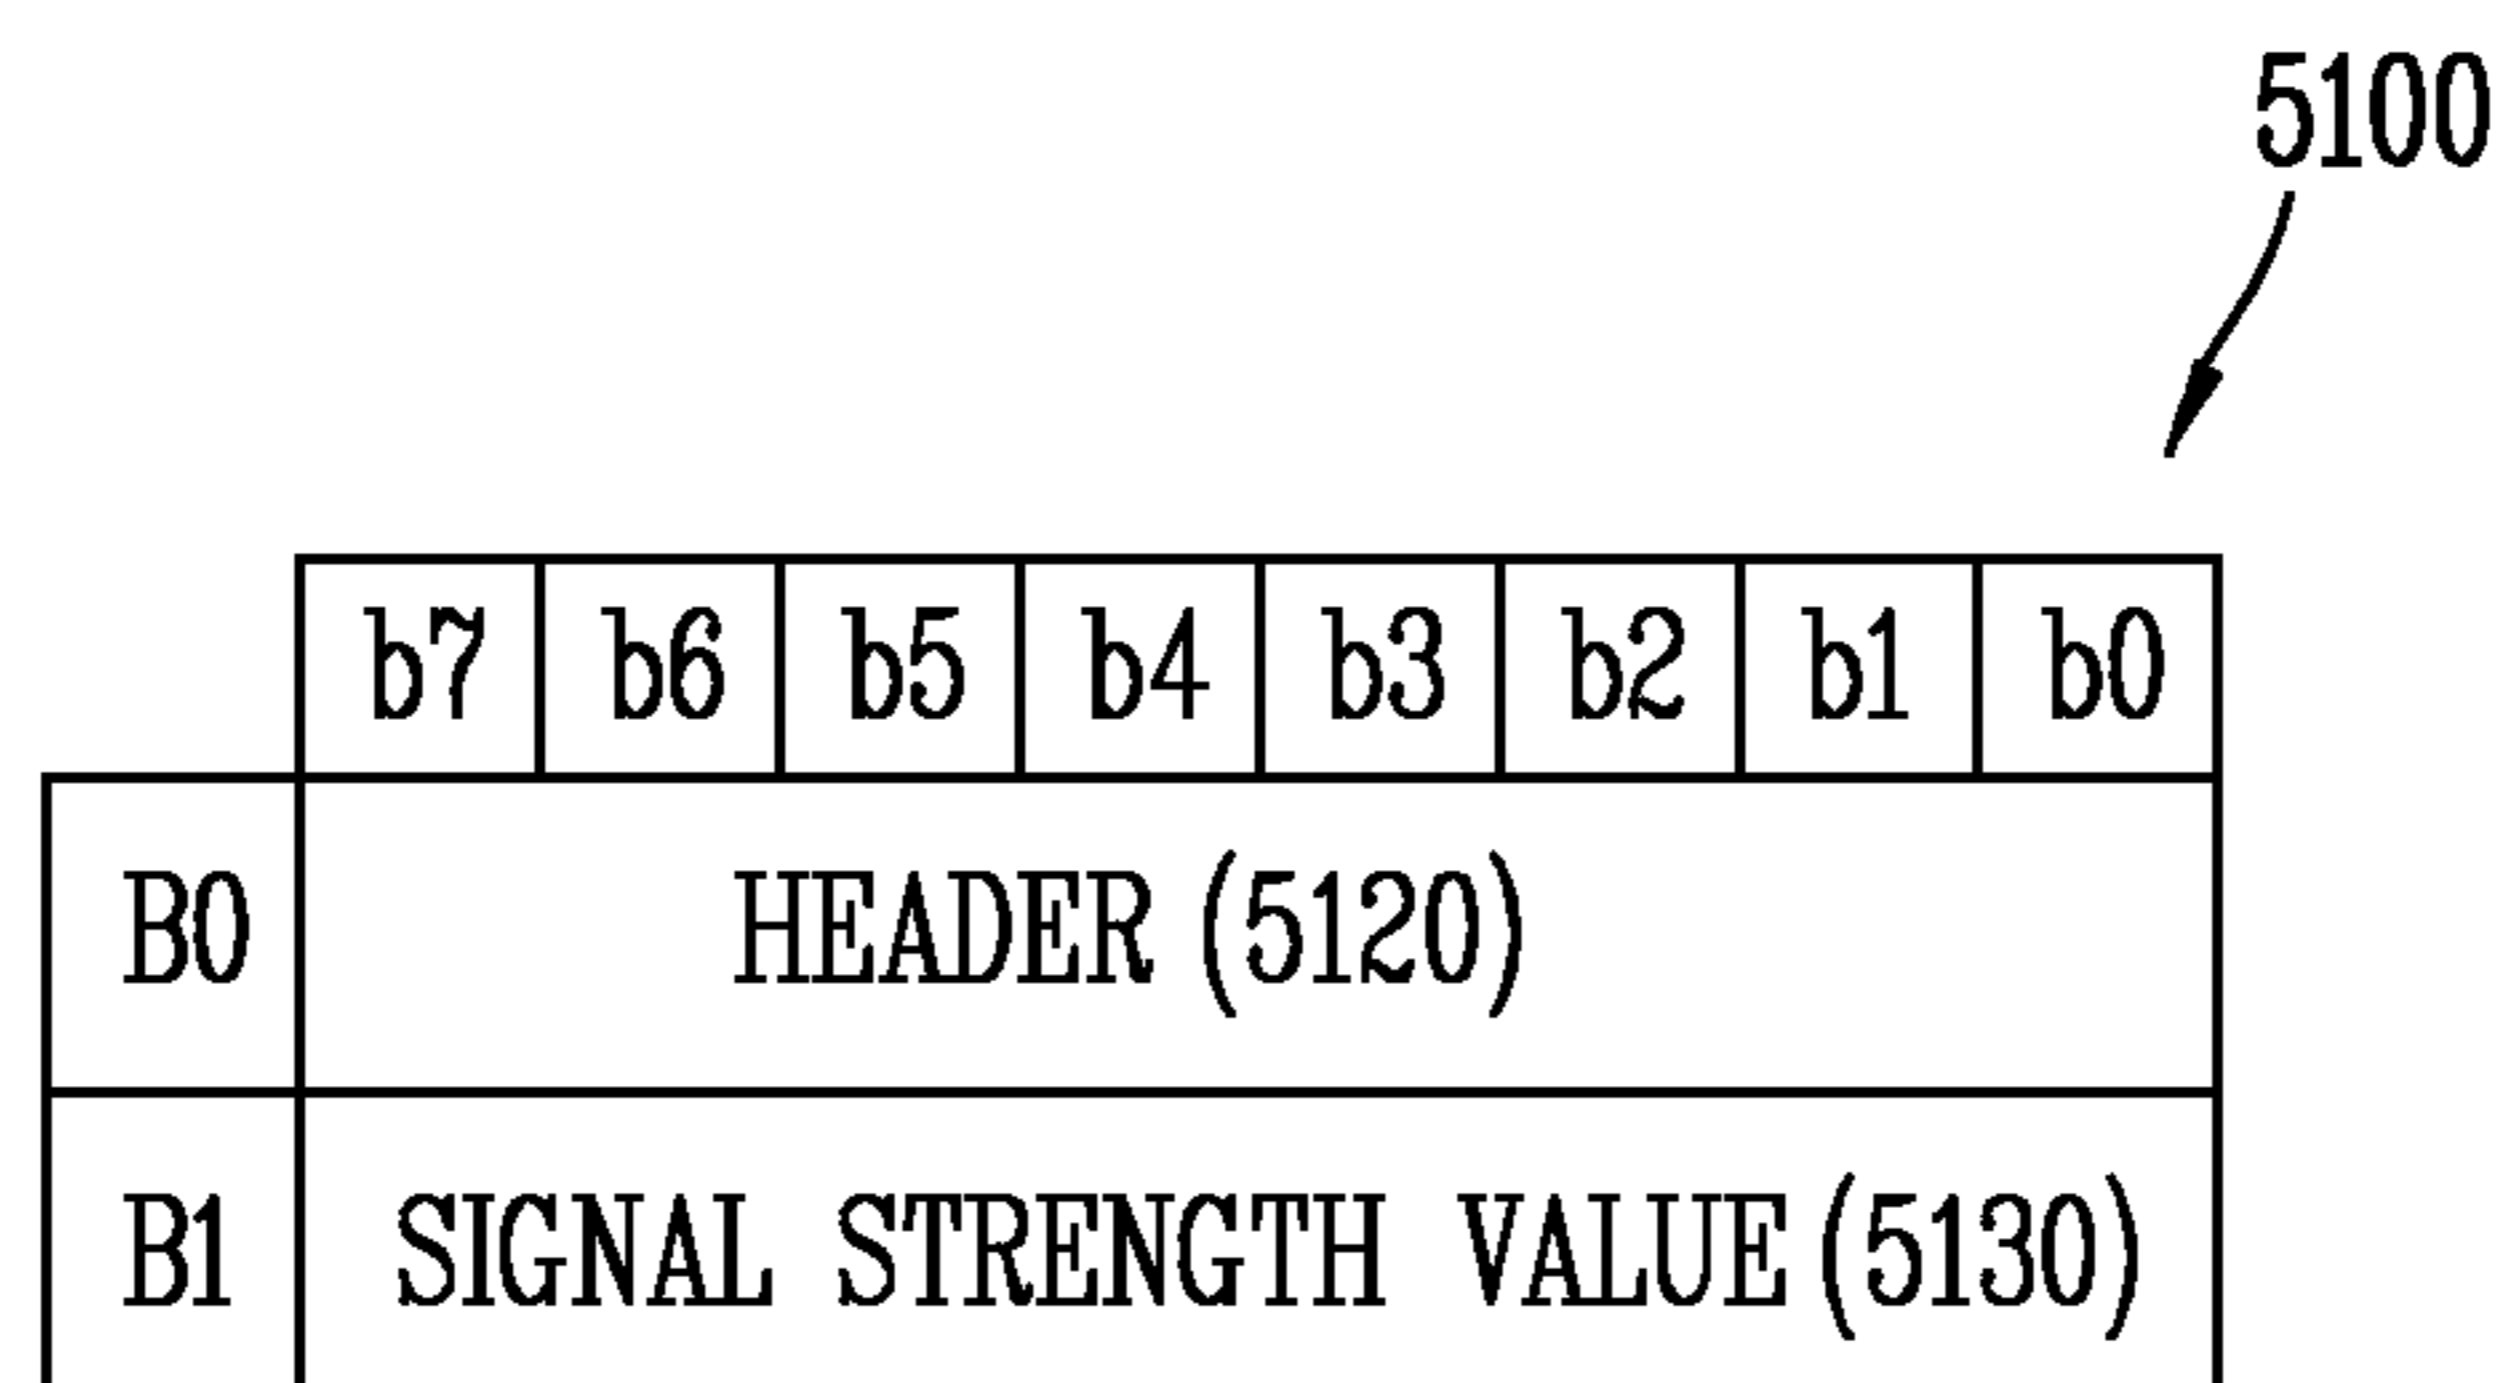 5100
b7 b6 b5 b4 b3 b2 b1 b0
B0 HEADER (5120)
B1 SIGNAL STRENGTH VALUE (5130)